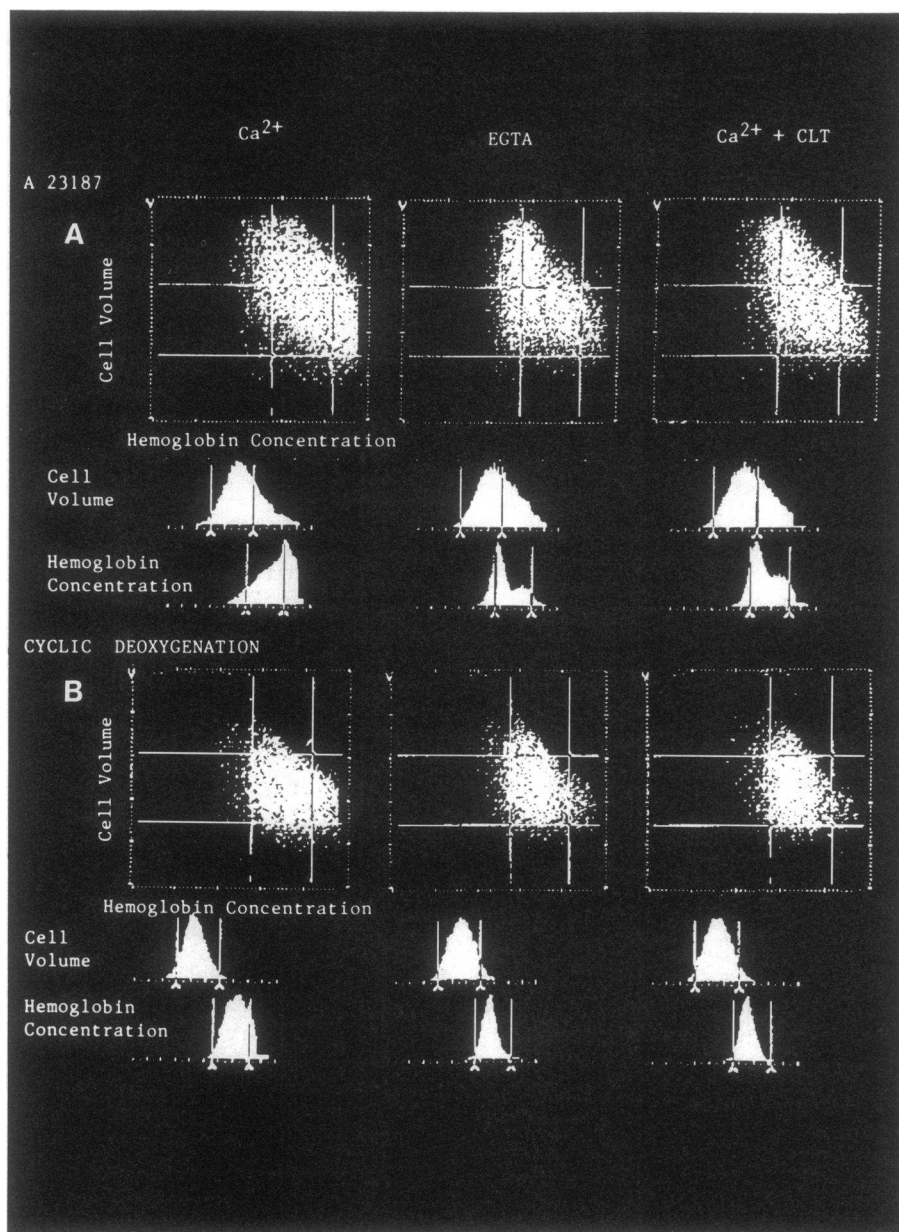 Ca2+ EGTA Ca2+ + CLT
A 23187
A
Cell Volume
Hemoglobin Concentration
Cell
Volume
Hemoglobin
Concentration
CYCLIC DEOXYGENATION
B
Cell Volume
Hemoglobin Concentration
Cell
Volume
Hemoglobin
Concentration